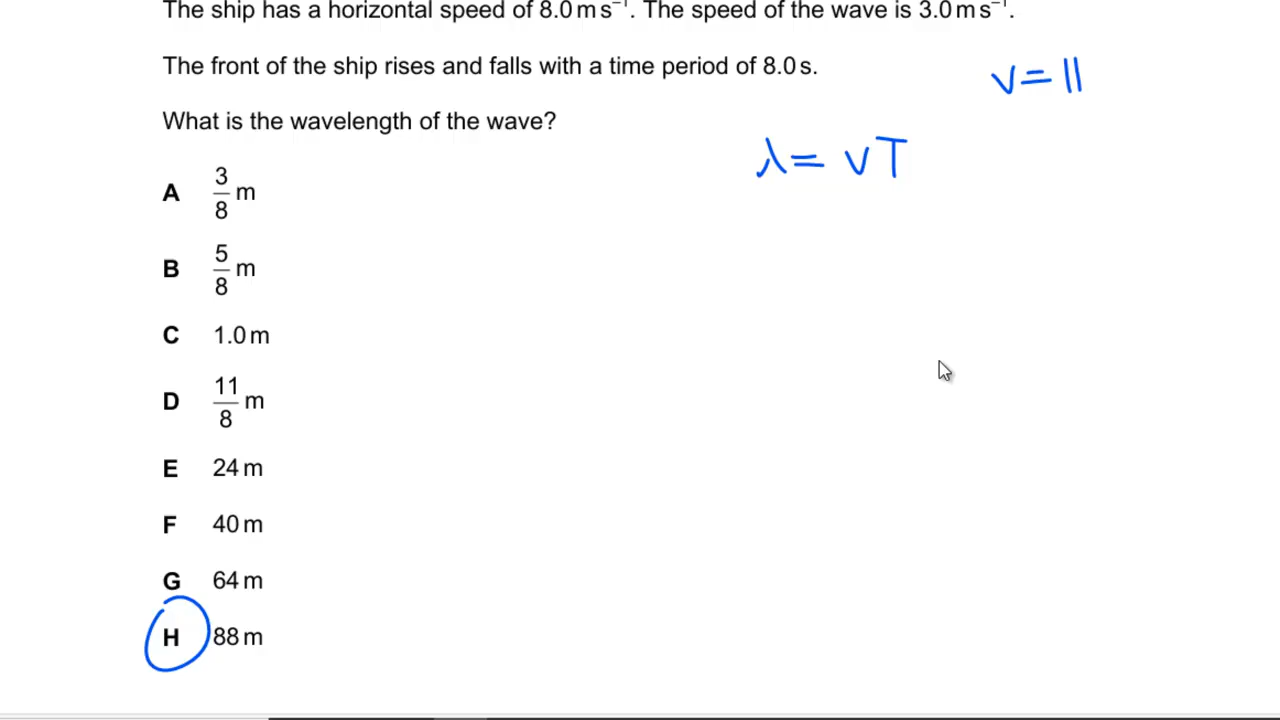 The ship has a horizontal speed of 8.0 m s⁻¹. The speed of the wave is 3.0 m s⁻¹.
The front of the ship rises and falls with a time period of 8.0 s.
v = 11
What is the wavelength of the wave?
λ = vT
A 3/8 m
B 5/8 m
C 1.0 m
D 11/8 m
E 24 m
F 40 m
G 64 m
H 88 m